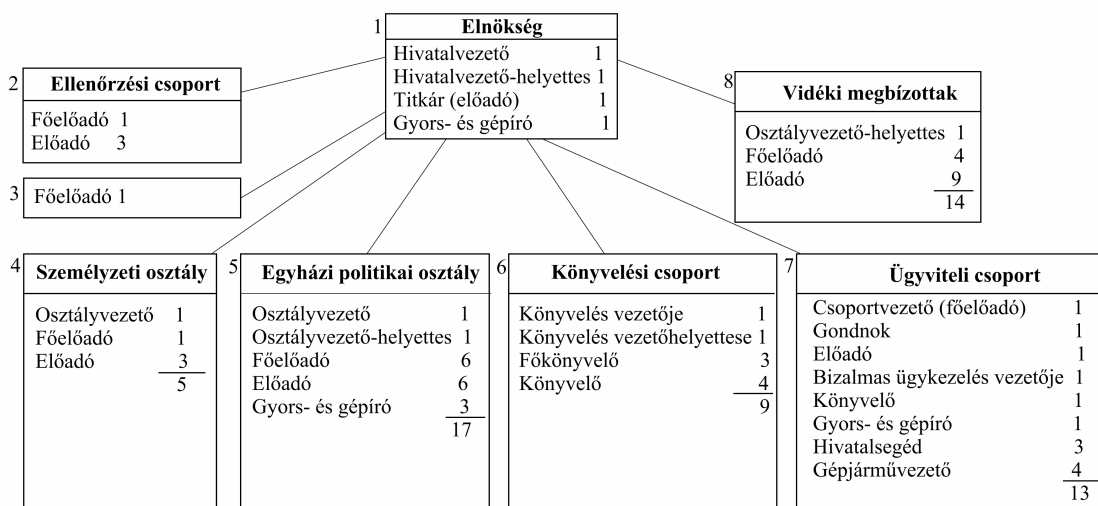 1
Elnökség
Hivatalvezető 1
Hivatalvezető-helyettes 1
Titkár (előadó) 1
Gyors- és gépíró 1
2
Ellenőrzési csoport
Főelőadó 1
Előadó 3
3
Főelőadó 1
8
Vidéki megbízottak
Osztályvezető-helyettes 1
Főelőadó 4
Előadó 9
14
4
Személyzeti osztály
Ostályvezető 1
Főelőadó 1
Előadó 3
5
5
Egyházi politikai osztály
Osztályvezető 1
Osztályvezető-helyettes 1
Főelőadó 6
Előadó 6
Gyors- és gépíró 3
17
6
Könyvelési csoport
Könyvelés vezetője 1
Könyvelés vezetőhelyettese 1
Főkönyvelő 3
Könyvelő 4
9
7
Ügyviteli csoport
Csoportvezető (főelőadó) 1
Gondnok 1
Előadó 1
Bizalmas ügykezelés vezetője 1
Könyvelő 1
Gyors- és gépíró 1
Hivatalsegéd 3
Gépjárművezető 4
13